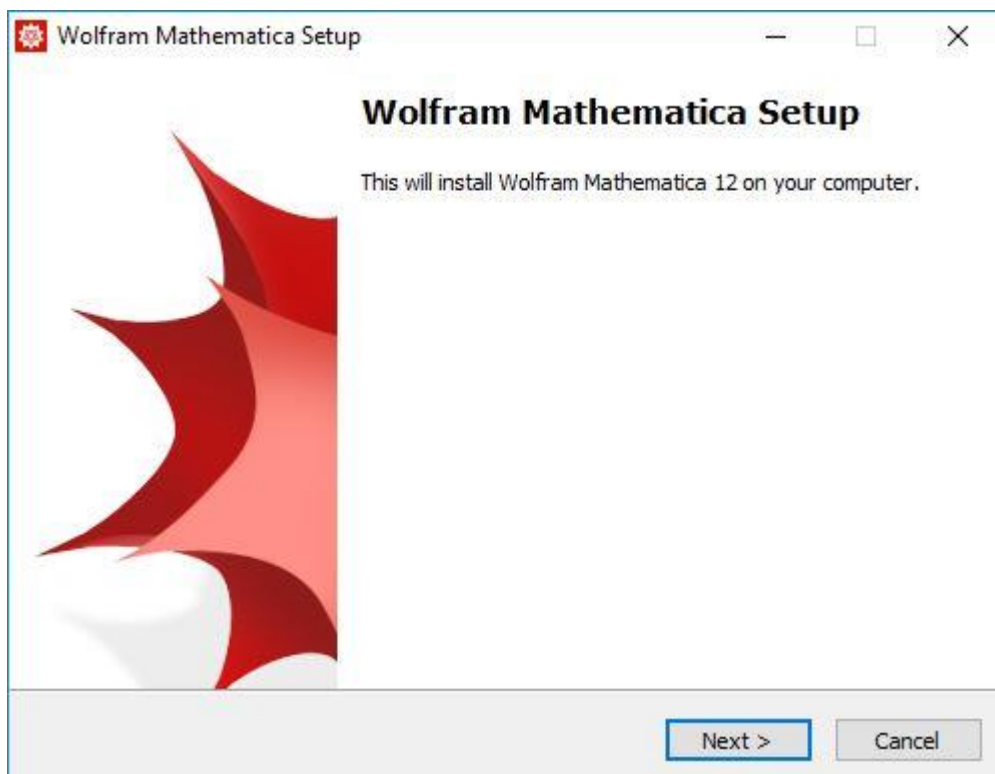 Wolfram Mathematica Setup
Wolfram Mathematica Setup
This will install Wolfram Mathematica 12 on your computer.
Next >
Cancel